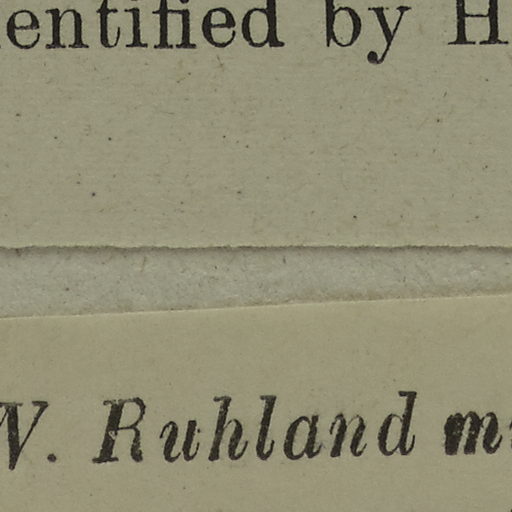 entified by H
W. Ruhland m